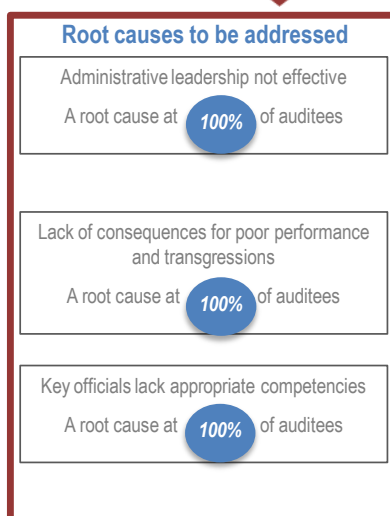 Root causes to be addressed
Administrative leadership not effective
A root cause at 100% of auditees
Lack of consequences for poor performance
and transgressions
A root cause at 100% of auditees
Key officials lack appropriate competencies
A root cause at 100% of auditees